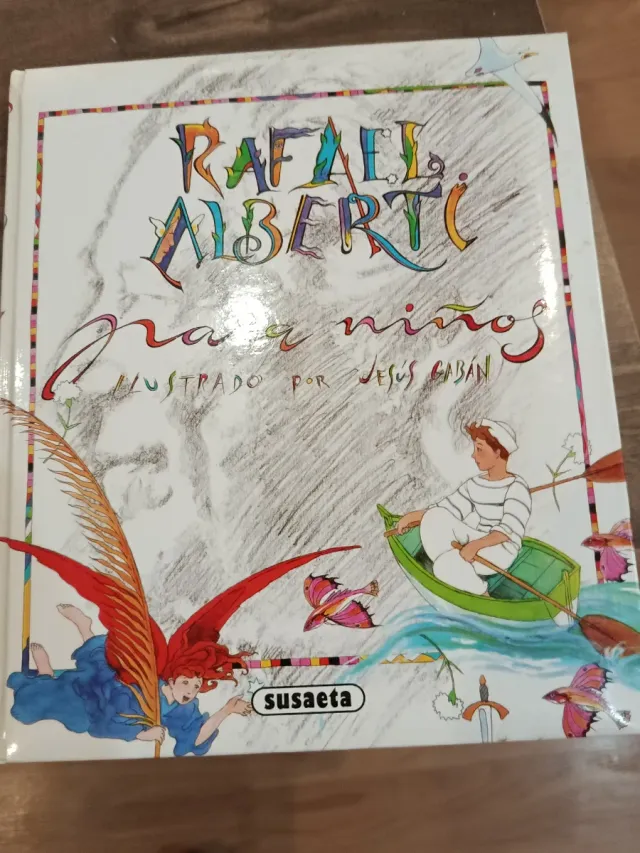 RAFAEL
ALBERTI
para niños
ILUSTRADO POR JESÚS GABÁN
susaeta